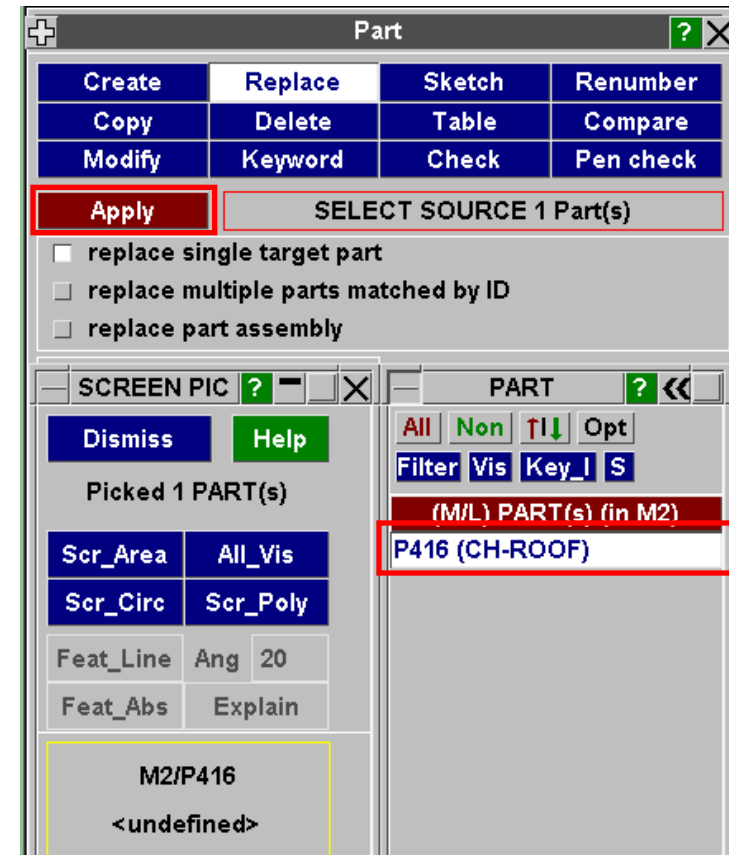 Part ?
Create Replace Sketch Renumber
Copy Delete Table Compare
Modify Keyword Check Pen check
Apply SELECT SOURCE 1 Part(s)
replace single target part
replace multiple parts matched by ID
replace part assembly
SCREEN PIC ?
Dismiss Help
Picked 1 PART(s)
Scr_Area All_Vis
Scr_Circ Scr_Poly
Feat_Line Ang 20
Feat_Abs Explain
M2/P416
<undefined>
PART ?
All Non Opt
Filter Vis Key_I S
(M/L) PART(s) (in M2)
P416 (CH-ROOF)